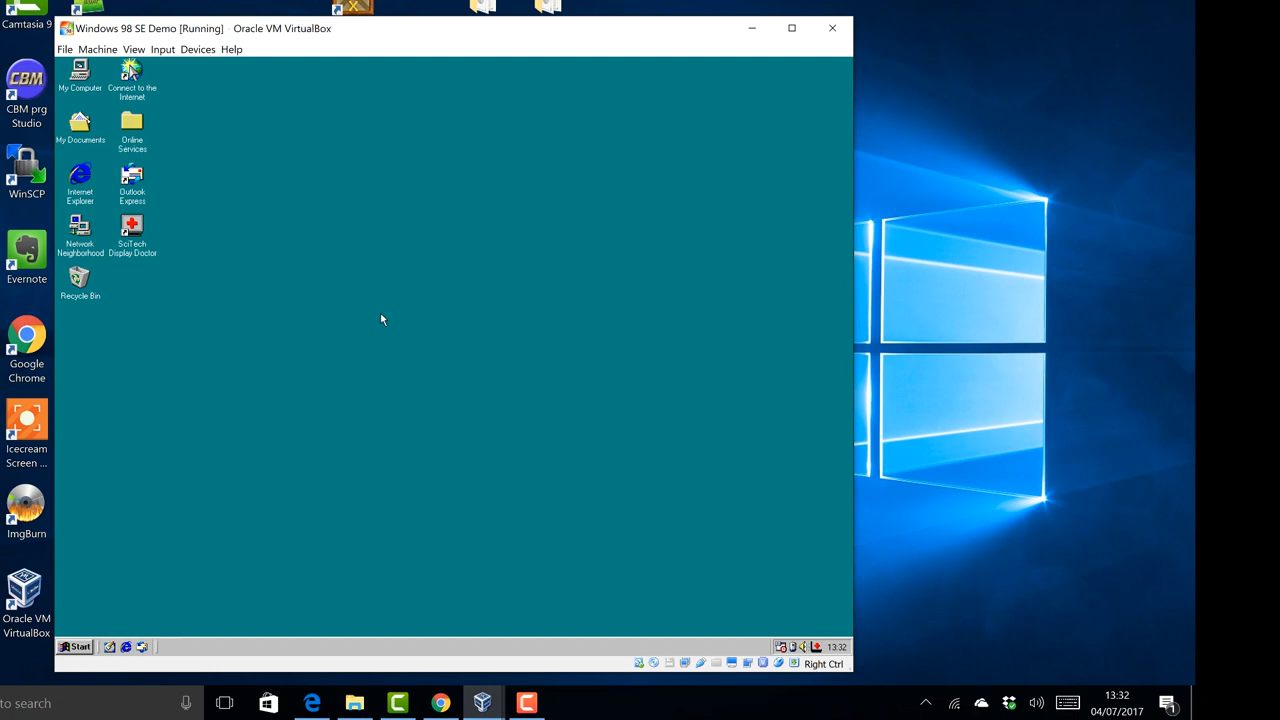 Camtasia 9
CBM
CBM prg
Studio
WinSCP
Evernote
Google
Chrome
Icecream
Screen ...
ImgBurn
Oracle VM
VirtualBox
Windows 98 SE Demo [Running] - Oracle VM VirtualBox
File Machine View Input Devices Help
My Computer
Connect to the
Internet
My Documents
Online
Services
Internet
Explorer
Outlook
Express
Network
Neighborhood
SciTech
Display Doctor
Recycle Bin
Start
13:32
Right Ctrl
to search
13:32
04/07/2017
1